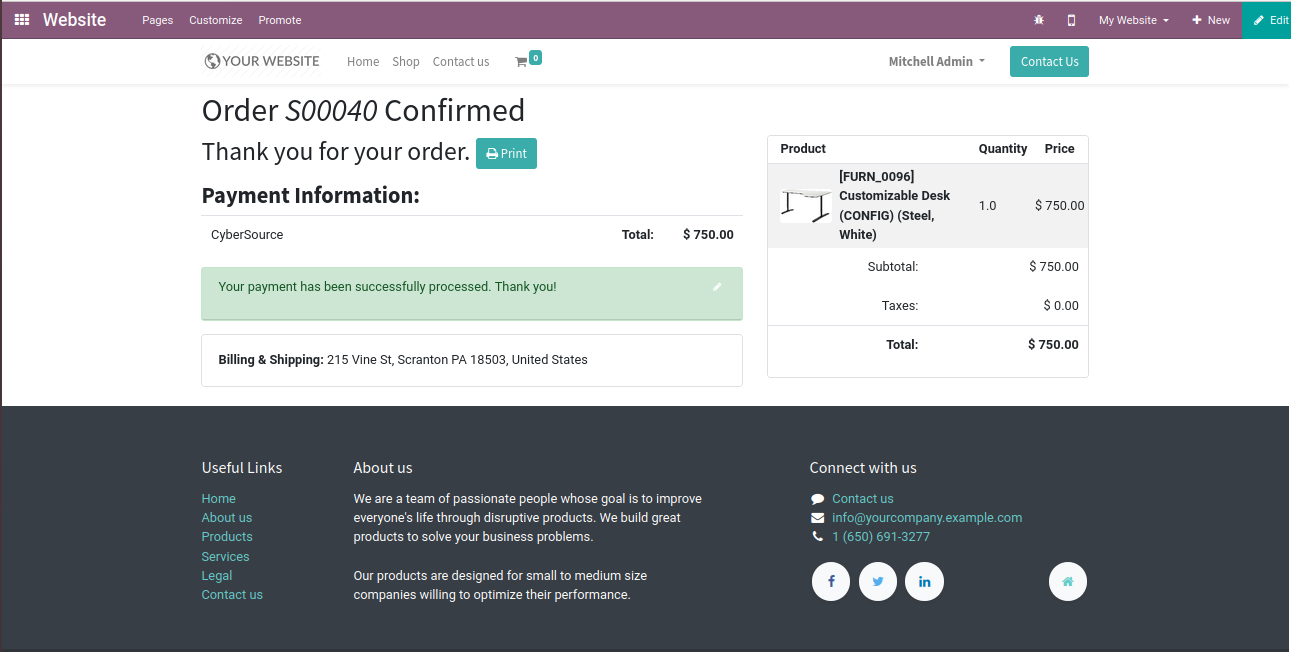 Website Pages Customize Promote My Website New Edit
YOUR WEBSITE Home Shop Contact us 0 Mitchell Admin Contact Us
Order S00040 Confirmed
Thank you for your order. Print
Payment Information:
CyberSource Total: $ 750.00
Your payment has been successfully processed. Thank you!
Billing & Shipping: 215 Vine St, Scranton PA 18503, United States
Product Quantity Price
[FURN_0096]
Customizable Desk
(CONFIG) (Steel,
White)
1.0 $ 750.00
Subtotal: $ 750.00
Taxes: $ 0.00
Total: $ 750.00
Useful Links
Home
About us
Products
Services
Legal
Contact us
About us
We are a team of passionate people whose goal is to improve
everyone's life through disruptive products. We build great
products to solve your business problems.
Our products are designed for small to medium size
companies willing to optimize their performance.
Connect with us
Contact us
info@yourcompany.example.com
1 (650) 691-3277